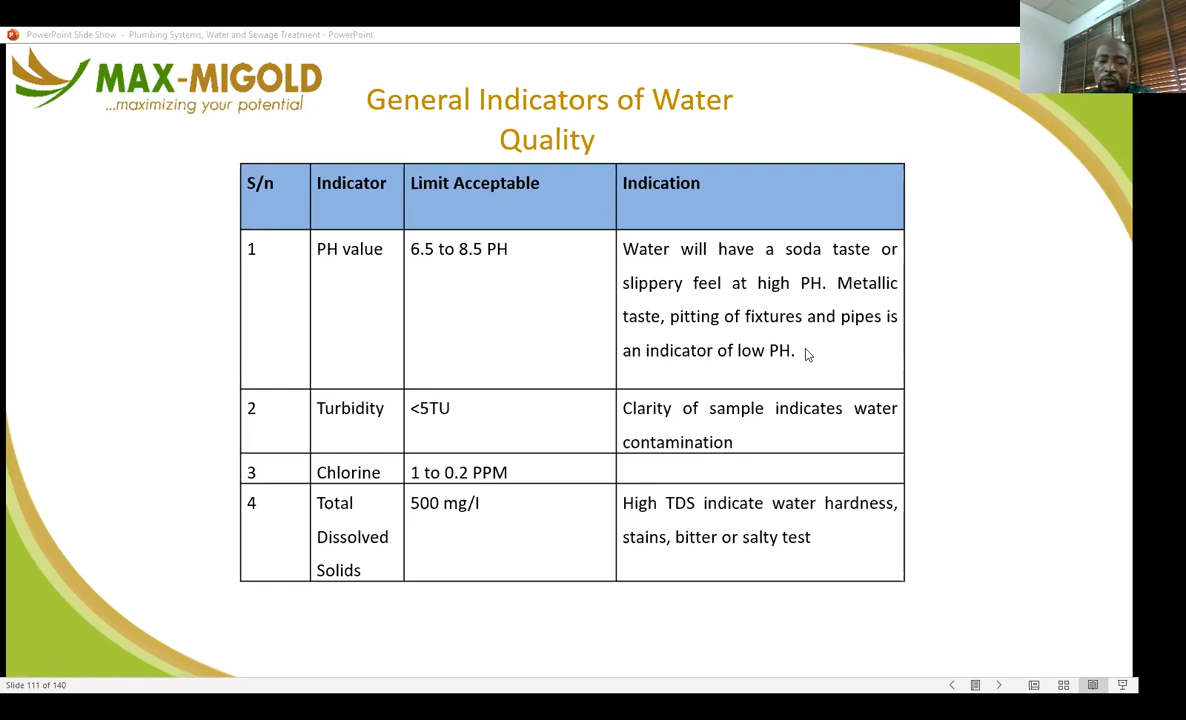 PowerPoint Slide Show - Plumbing Systems, Water and Sewage Treatment - PowerPoint
MAX-MIGOLD
...maximizing your potential
General Indicators of Water
Quality
S/n Indicator Limit Acceptable Indication
1 PH value 6.5 to 8.5 PH Water will have a soda taste or
slippery feel at high PH. Metallic
taste, pitting of fixtures and pipes is
an indicator of low PH.
2 Turbidity <5TU Clarity of sample indicates water
contamination
3 Chlorine 1 to 0.2 PPM
4 Total 500 mg/l High TDS indicate water hardness,
Dissolved stains, bitter or salty test
Solids
Slide 111 of 140